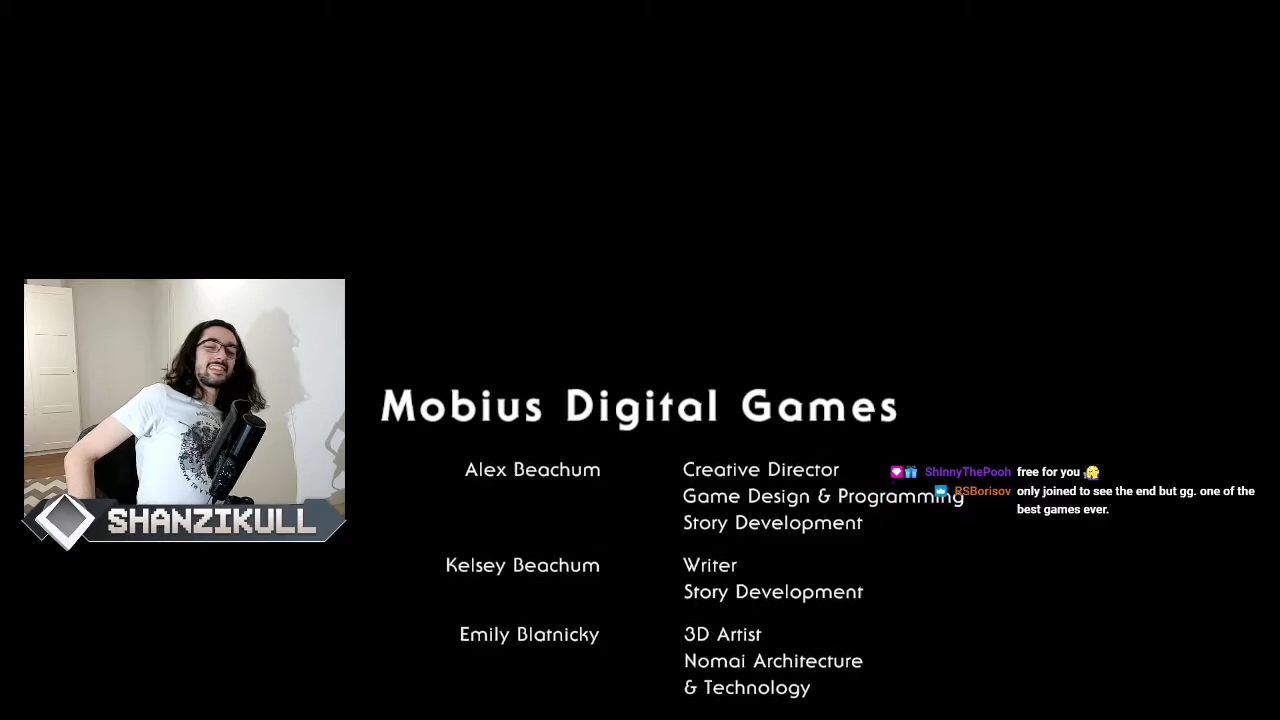 Mobius Digital Games
Alex Beachum Creative Director
Game Design & Programming
Story Development
Kelsey Beachum Writer
Story Development
Emily Blatnicky 3D Artist
Nomai Architecture
& Technology
ShinnyThePooh free for you
RSBorisov only joined to see the end but gg. one of the
best games ever.
SHANZIKULL